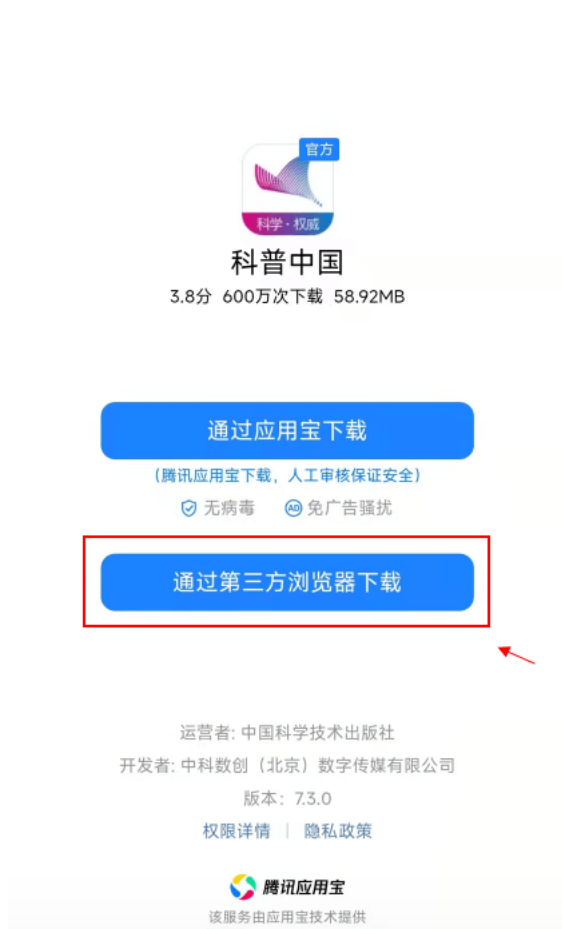 官方
科学·权威
科普中国
3.8分 600万次下载 58.92MB
通过应用宝下载
(腾讯应用宝下载，人工审核保证安全)
无病毒 AD 免广告骚扰
通过第三方浏览器下载
运营者: 中国科学技术出版社
开发者: 中科数创（北京）数字传媒有限公司
版本：7.3.0
权限详情 | 隐私政策
腾讯应用宝
该服务由应用宝技术提供